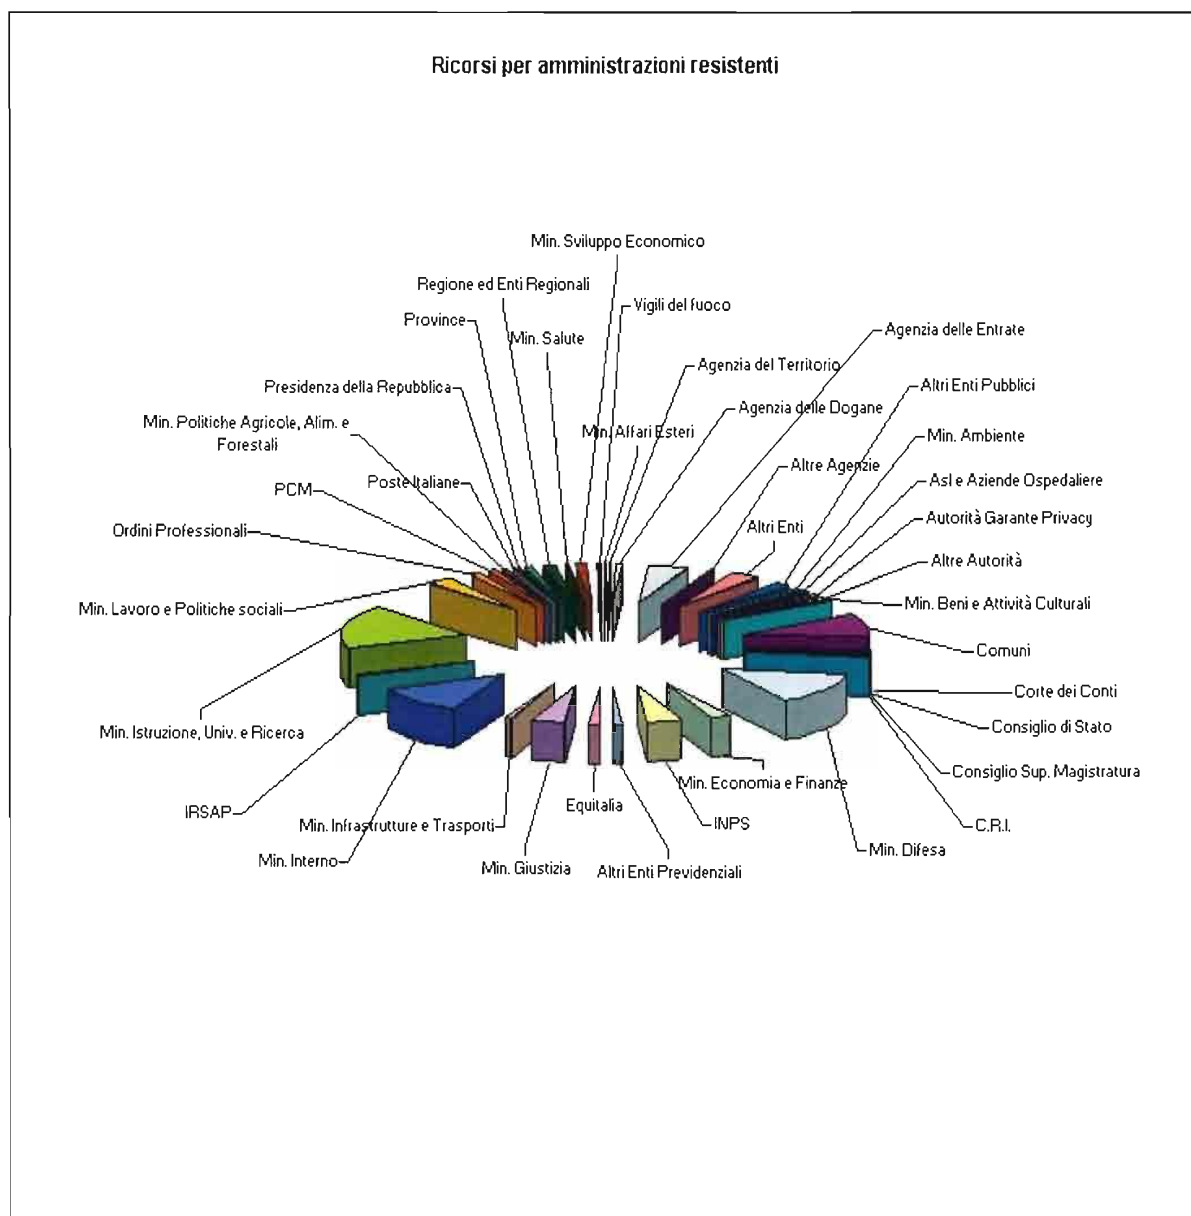 Ricorsi per amministrazioni resistenti
Min. Sviluppo Economico
Regione ed Enti Regionali
Vigili del fuoco
Province
Agenzia delle Entrate
Min. Salute
Agenzia del Territorio
Presidenza della Repubblica
Altri Enti Pubblici
Agenzia delle Dogane
Min. Politiche Agricole, Alim. e
Forestali
Min. Affari Esteri
Min. Ambiente
Altre Agenzie
Poste Italiane
Asl e Aziende Ospedaliere
PCM
Autorità Garante Privacy
Altri Enti
Ordini Professionali
Altre Autorità
Min. Lavoro e Politiche sociali
Min. Beni e Attività Culturali
Comuni
Corte dei Conti
Min. Istruzione, Univ. e Ricerca
Consiglio di Stato
Consiglio Sup. Magistratura
Min. Economia e Finanze
Equitalia
IRSAP
Min. Infrastrutture e Trasporti
INPS
C.R.I.
Min. Difesa
Min. Interno
Min. Giustizia
Altri Enti Previdenziali